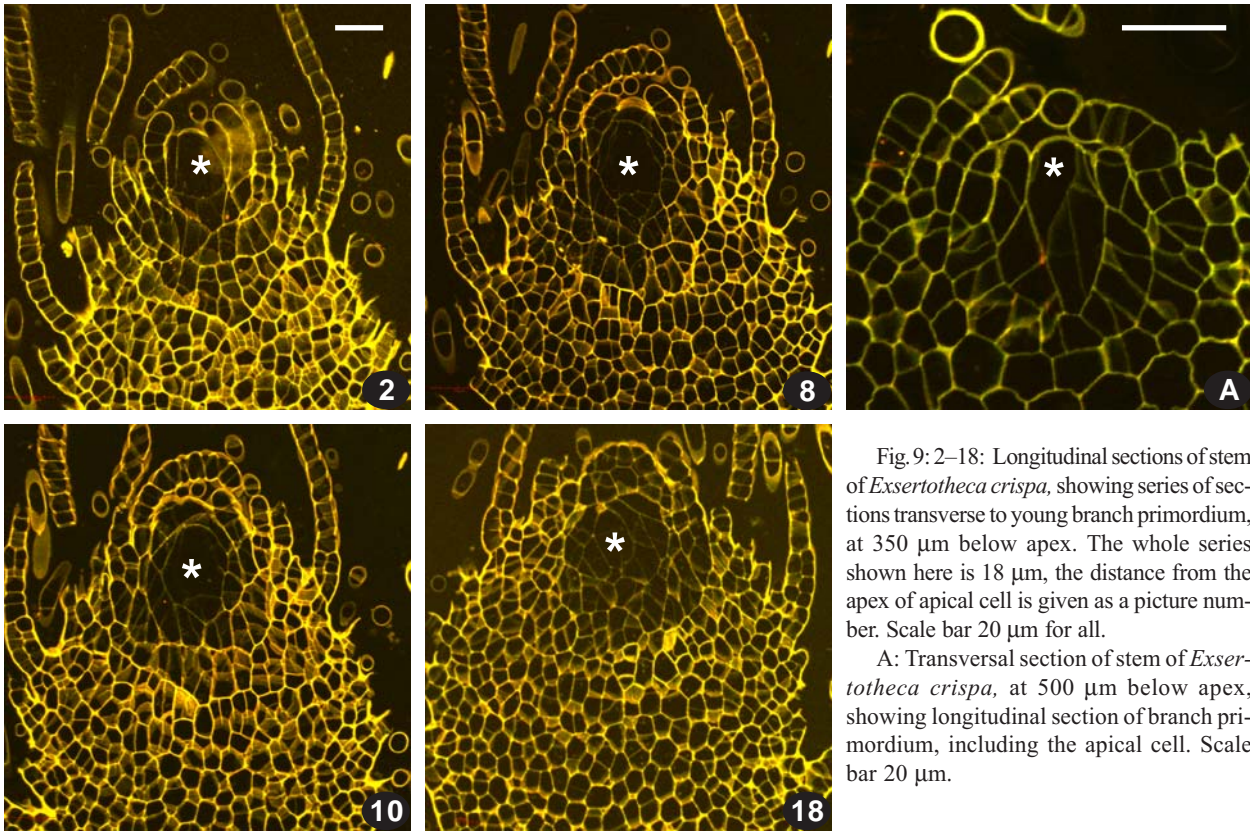 *
2
*
8
*
A
*
10
*
18
Fig. 9: 2–18: Longitudinal sections of stem
of Exsertotheca crispa, showing series of sec-
tions transverse to young branch primordium,
at 350 µm below apex. The whole series
shown here is 18 µm, the distance from the
apex of apical cell is given as a picture num-
ber. Scale bar 20 µm for all.
A: Transversal section of stem of Exser-
totheca crispa, at 500 µm below apex,
showing longitudinal section of branch pri-
mordium, including the apical cell. Scale
bar 20 µm.